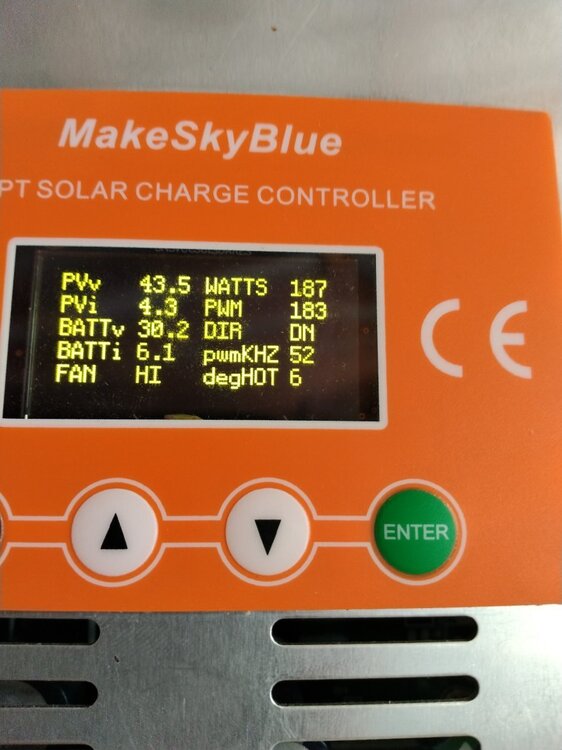 MakeSkyBlue
PT SOLAR CHARGE CONTROLLER
PVv 43.5 WATTS 187
PVi 4.3 PWM 183
BATTv 30.2 DIR DN
BATTi 6.1 pwmKHZ 52
FAN HI degHOT 6
CE
ENTER